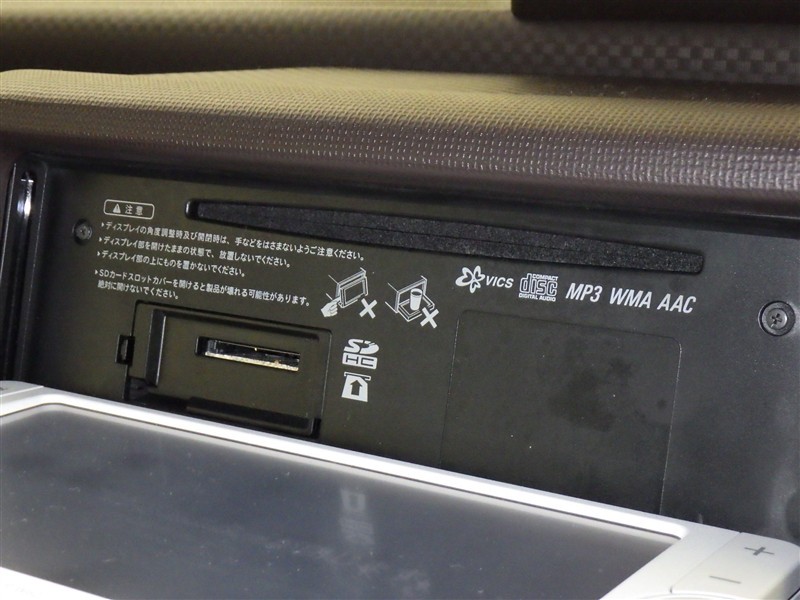 注意
▶ディスプレイの角度調整時及び開閉時は、手などをはさまないようご注意ください。
▶ディスプレイ部を開けたままの状態で、放置しないでください。
▶ディスプレイ部の上にものを置かないでください。
▶SDカードスロットカバーを開けると製品が壊れる可能性があります。
絶対に開けないでください。
VICS
COMPACT
disc
DIGITAL AUDIO
MP3 WMA AAC
SD
HC
+
−